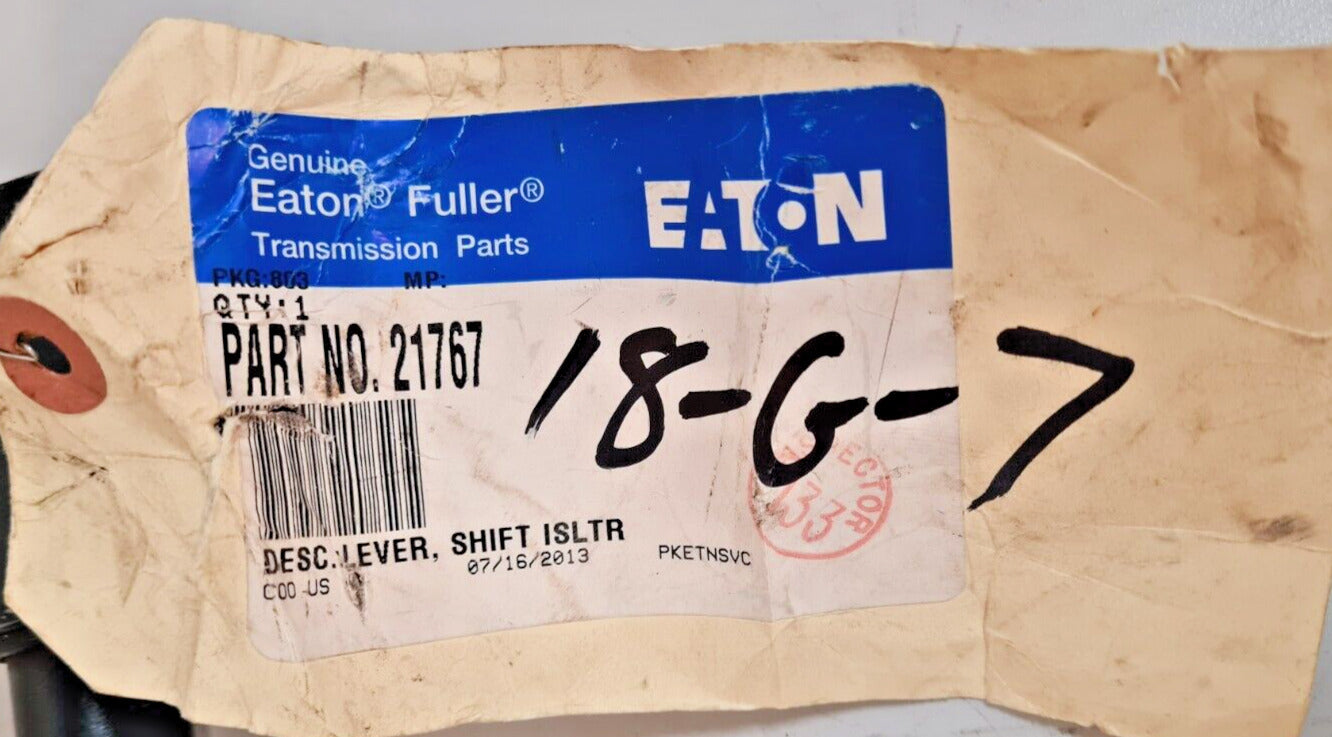 Genuine
Eaton® Fuller®
Transmission Parts
EATON
PKG:803 MP:
QTY:1
PART NO. 21767
18-G-7
DESC.:LEVER, SHIFT ISLTR
07/16/2013
PKETNSVC
COO US
33